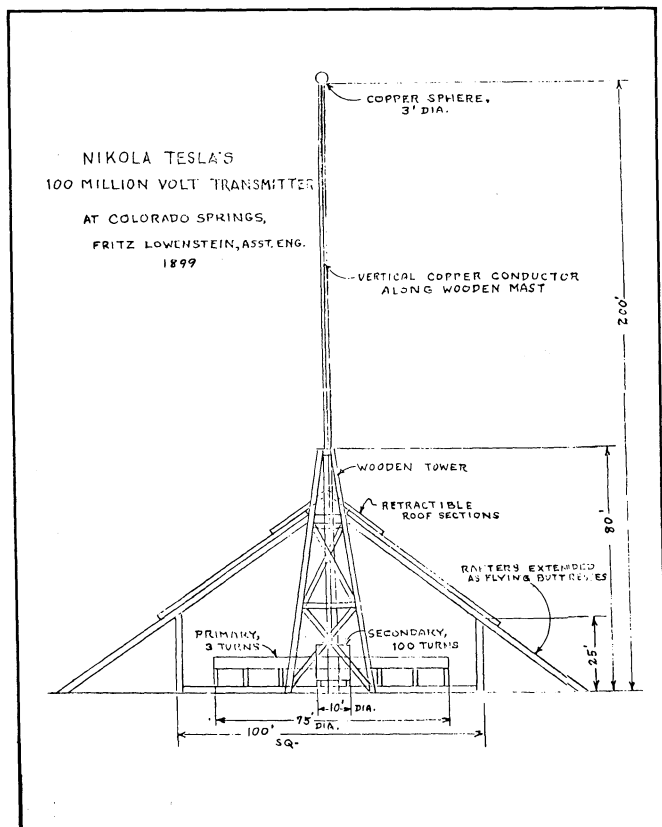 COPPER SPHERE,
3' DIA.
NIKOLA TESLA'S
100 MILLION VOLT TRANSMITTER
AT COLORADO SPRINGS,
FRITZ LOWENSTEIN, ASST. ENG.
1899
VERTICAL COPPER CONDUCTOR
ALONG WOODEN MAST
200'
WOODEN TOWER
RETRACTIBLE
ROOF SECTIONS
80'
RAFTERS EXTENDED
AS FLYING BUTTRESSES
PRIMARY,
3 TURNS
SECONDARY,
100 TURNS
25'
10' DIA.
75'
DIA.
100'
SQ-